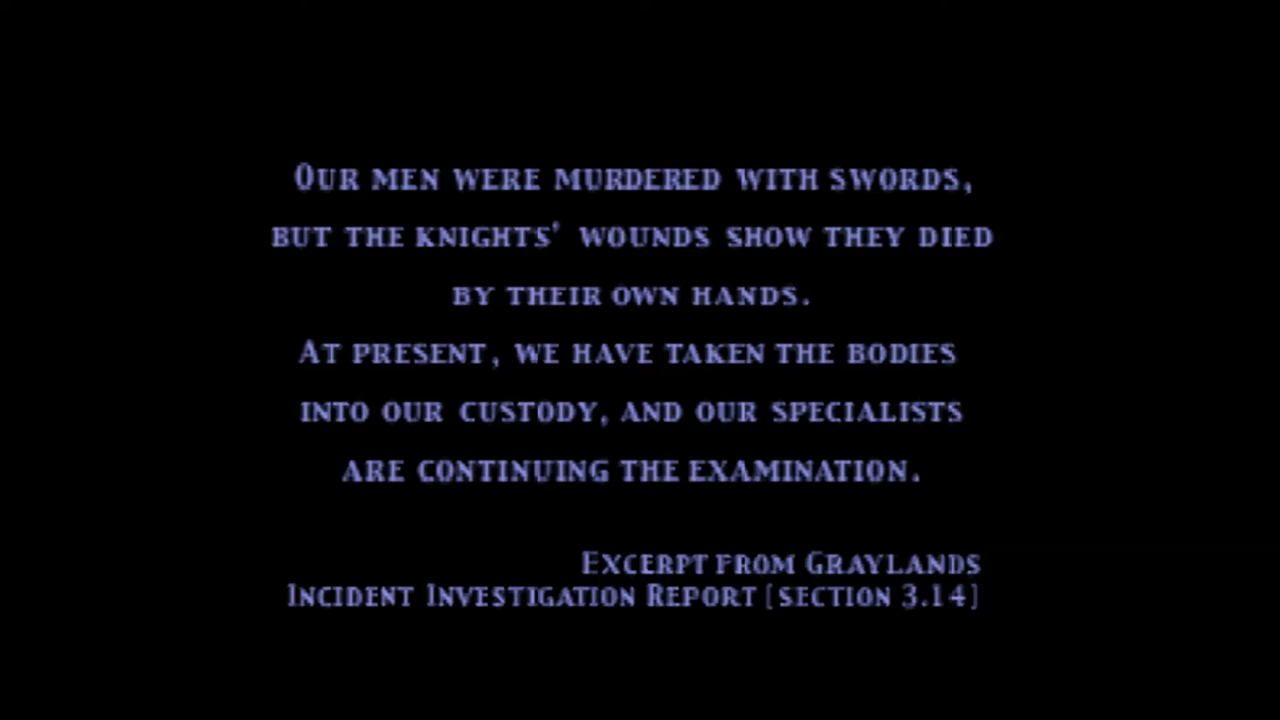 Our men were murdered with swords,
but the knights' wounds show they died
by their own hands.
At present, we have taken the bodies
into our custody, and our specialists
are continuing the examination.
Excerpt from Graylands
Incident Investigation Report (section 3.14)